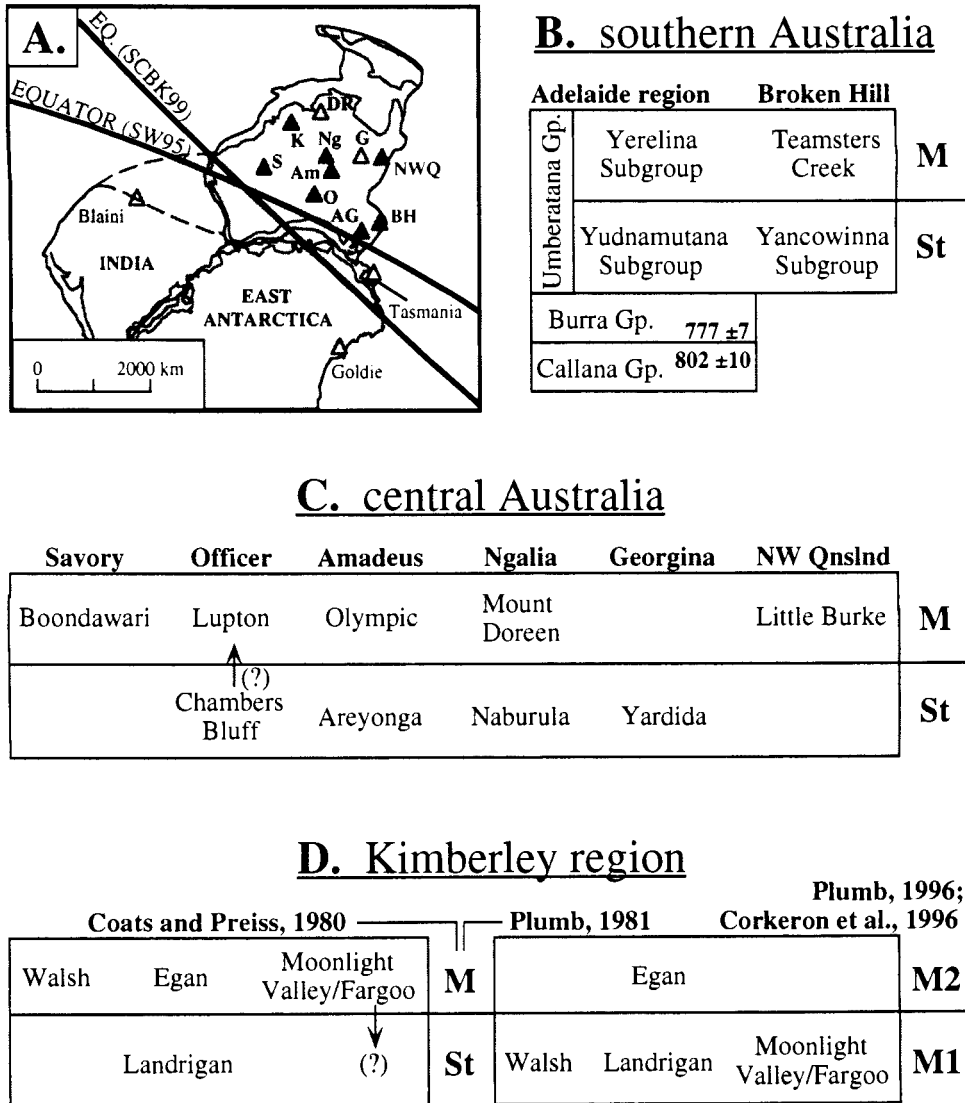 A.
EQ. (SCBK99)
EQUATOR (SW95)
DR
K
Ng
G
S
Am
NWQ
O
AG
BH
Blaini
INDIA
EAST
ANTARCTICA
Tasmania
Goldie
0 2000 km
B. southern Australia
Adelaide region Broken Hill
Umberatana Gp.
Yerelina Teamsters
Subgroup Creek
M
Yudnamutana Yancowinna
Subgroup Subgroup
St
Burra Gp. 777 ±7
Callana Gp. 802 ±10
C. central Australia
Savory Officer Amadeus Ngalia Georgina NW Qnslnd
Boondawari Lupton Olympic Mount Doreen Little Burke M
(?)
Chambers Bluff Areyonga Naburula Yardida St
D. Kimberley region
Plumb, 1996;
Coats and Preiss, 1980 Plumb, 1981 Corkeron et al., 1996
Walsh Egan Moonlight Valley/Fargoo M Egan M2
Landrigan (?) St Walsh Landrigan Moonlight Valley/Fargoo M1